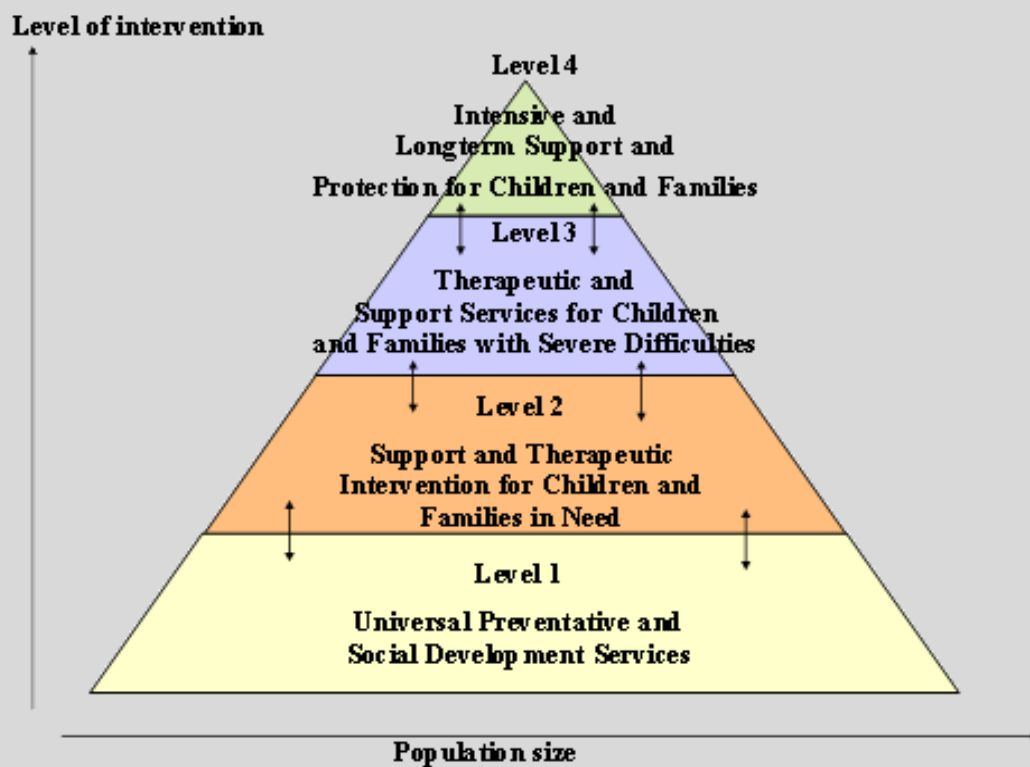 Level of intervention
Level 4
Intensive and
Longterm Support and
Protection for Children and Families
Level 3
Therapeutic and
Support Services for Children
and Families with Severe Difficulties
Level 2
Support and Therapeutic
Intervention for Children and
Families in Need
Level 1
Universal Preventative and
Social Development Services
Population size